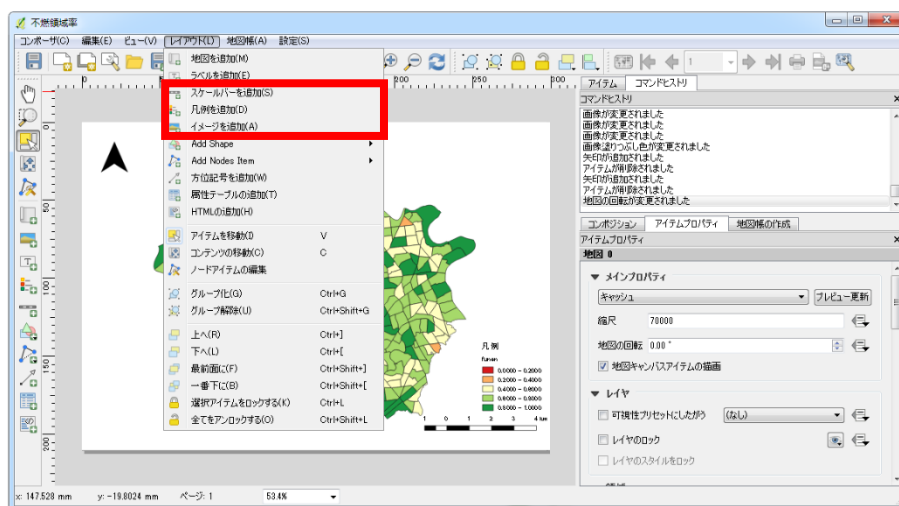 不燃領域率
コンポーザ(C) 編集(E) ビュー(V) レイアウト(L) 地図帳(A) 設定(S)
地図を追加(M)
ラベルを追加(E)
スケールバーを追加(S)
凡例を追加(D)
イメージを追加(A)
Add Shape
Add Nodes Item
方位記号を追加(W)
属性テーブルの追加(T)
HTMLの追加(H)
アイテムを移動(I) V
コンテンツの移動(C) C
ノードアイテムの編集
グループ化(G) Ctrl+G
グループ解除(U) Ctrl+Shift+G
上へ(R) Ctrl+]
下へ(L) Ctrl+[
最前面に(F) Ctrl+Shift+]
一番下に(B) Ctrl+Shift+[
選択アイテムをロックする(K) Ctrl+L
全てをアンロックする(O) Ctrl+Shift+L
0 200 250 300
0 50 100 150 200
凡例
funen
0.0000 - 0.2000
0.2000 - 0.4000
0.4000 - 0.6000
0.6000 - 0.8000
0.8000 - 1.0000
1 0 1 2 3 4 km
1
アイテム コマンドヒストリ
コマンドヒストリ
画像が変更されました
画像が変更されました
画像が変更されました
画像塗りつぶし色が変更されました
矢印が追加されました
アイテムが削除されました
矢印が追加されました
アイテムが削除されました
地図の回転が変更されました
コンポジション アイテムプロパティ 地図帳の作成
アイテムプロパティ
地図 0
メインプロパティ
キャッシュ プレビュー更新
縮尺 70000
地図の回転 0.00 °
地図キャンバスアイテムの描画
レイヤ
可視性プリセットにしたがう (なし)
レイヤのロック
レイヤのスタイルをロック
x: 147.528 mm y: -19.8024 mm ページ: 1 53.4%